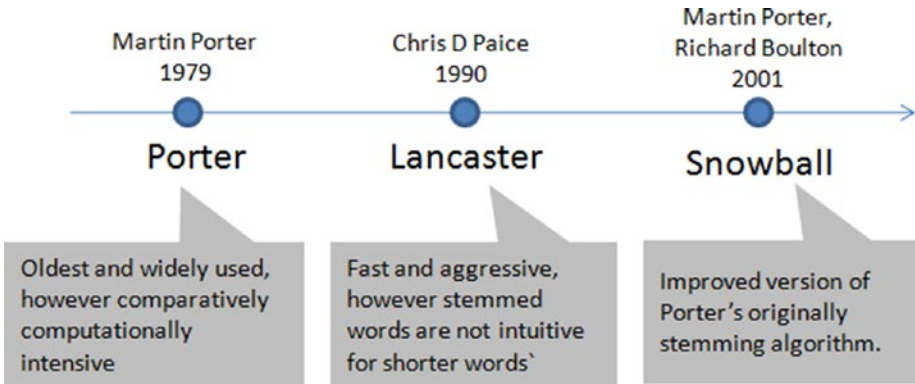 Martin Porter
1979
Chris D Paice
1990
Martin Porter,
Richard Boulton
2001
Porter
Lancaster
Snowball
Oldest and widely used,
however comparatively
computationally
intensive
Fast and aggressive,
however stemmed
words are not intuitive
for shorter words`
Improved version of
Porter's originally
stemming algorithm.